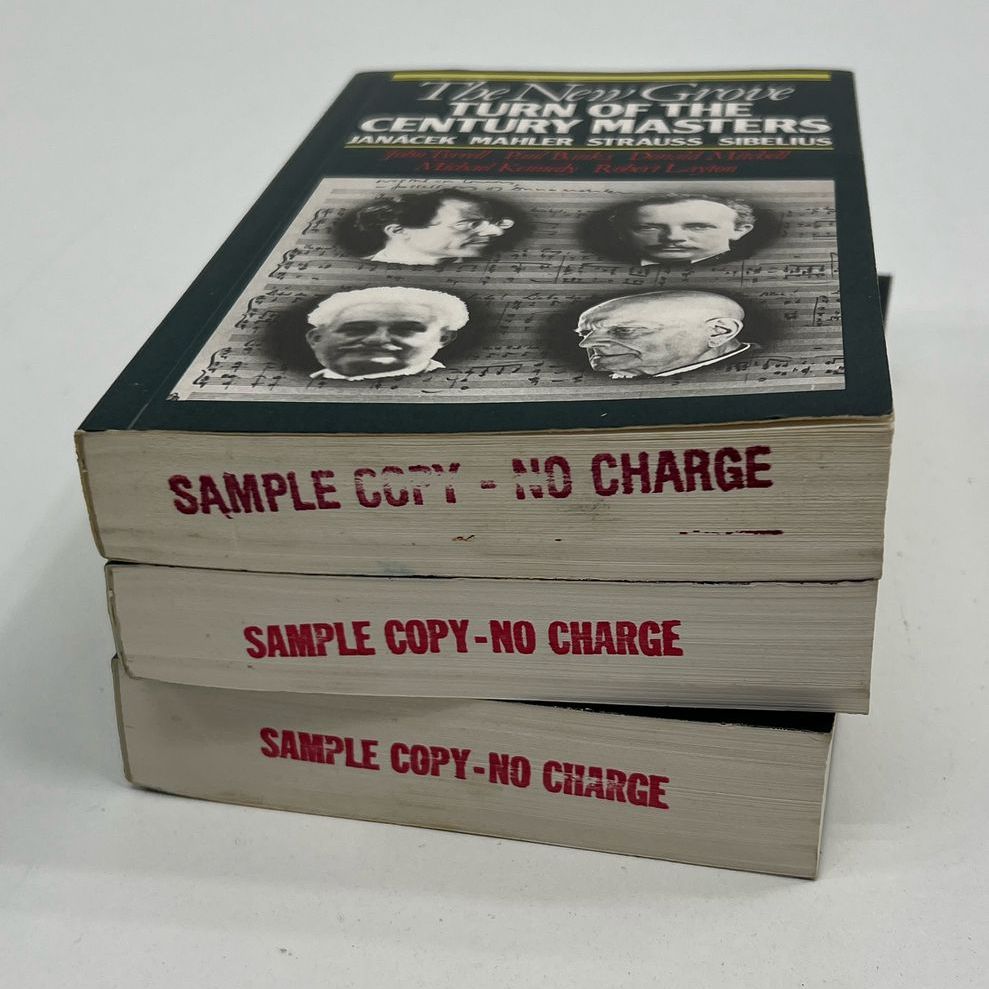 The New Grove
TURN OF THE
CENTURY MASTERS
JANÁCEK MAHLER STRAUSS SIBELIUS
John Tyrrell Paul Banks Donald Mitchell
Michael Kennedy Robert Layton
SAMPLE COPY - NO CHARGE
SAMPLE COPY-NO CHARGE
SAMPLE COPY-NO CHARGE